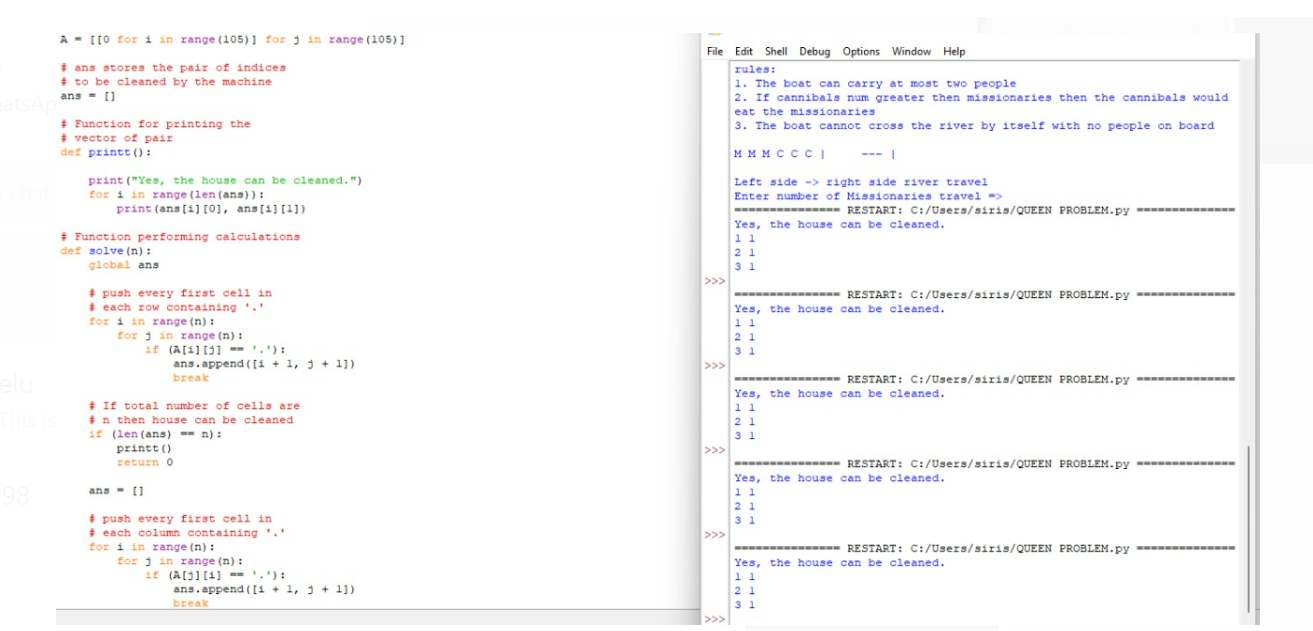 A = [[0 for i in range(105)] for j in range(105)]
# ans stores the pair of indices
# to be cleaned by the machine
ans = []
# Function for printing the
# vector of pair
def printt():
print("Yes, the house can be cleaned.")
for i in range(len(ans)):
print(ans[i][0], ans[i][1])
# Function performing calculations
def solve(n):
global ans
# push every first cell in
# each row containing '.'
for i in range(n):
for j in range(n):
if (A[i][j] == '.'):
ans.append([i + 1, j + 1])
break
# If total number of cells are
# n then house can be cleaned
if (len(ans) == n):
printt()
return 0
ans = []
# push every first cell in
# each column containing '.'
for i in range(n):
for j in range(n):
if (A[j][i] == '.'):
ans.append([i + 1, j + 1])
break
File Edit Shell Debug Options Window Help
rules:
1. The boat can carry at most two people
2. If cannibals num greater then missionaries then the cannibals would
eat the missionaries
3. The boat cannot cross the river by itself with no people on board
M M M C C C | --- |
Left side -> right side river travel
Enter number of Missionaries travel =>
=============== RESTART: C:/Users/siris/QUEEN PROBLEM.py ==============
Yes, the house can be cleaned.
1 1
2 1
3 1
>>>
=============== RESTART: C:/Users/siris/QUEEN PROBLEM.py ==============
Yes, the house can be cleaned.
1 1
2 1
3 1
>>>
=============== RESTART: C:/Users/siris/QUEEN PROBLEM.py ==============
Yes, the house can be cleaned.
1 1
2 1
3 1
>>>
=============== RESTART: C:/Users/siris/QUEEN PROBLEM.py ==============
Yes, the house can be cleaned.
1 1
2 1
3 1
>>>
=============== RESTART: C:/Users/siris/QUEEN PROBLEM.py ==============
Yes, the house can be cleaned.
1 1
2 1
3 1
>>>